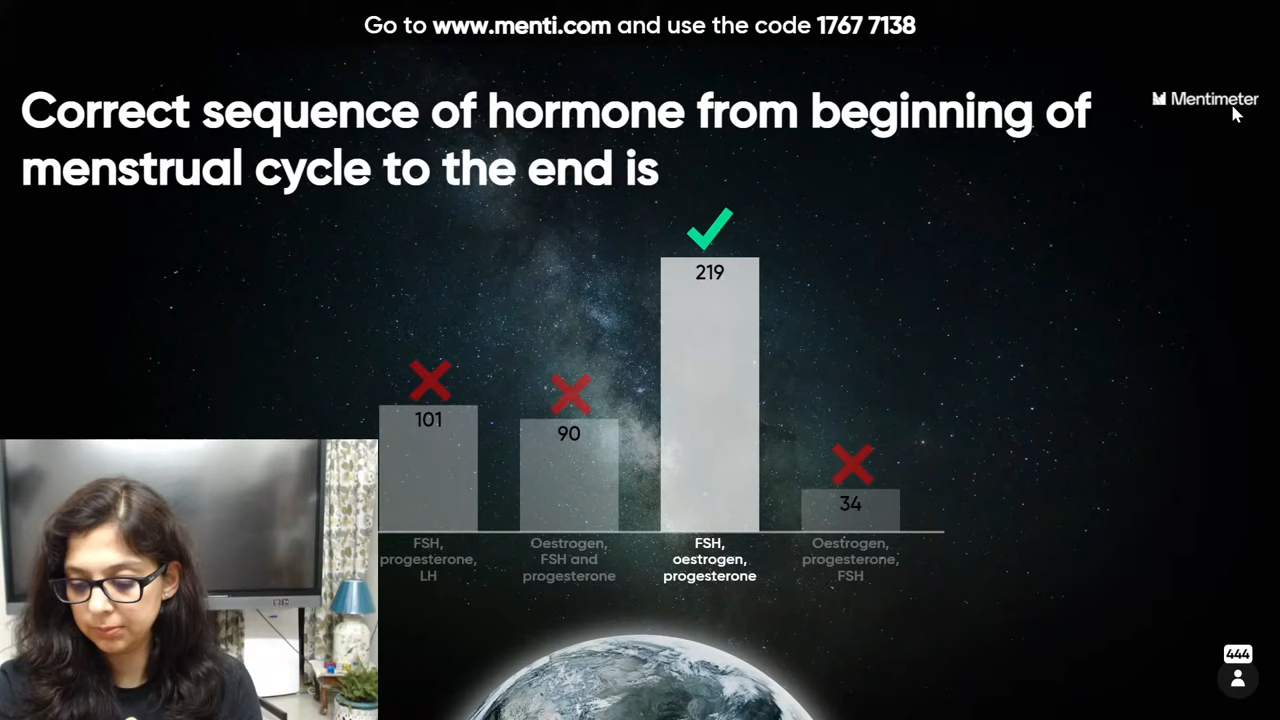 Go to www.menti.com and use the code 1767 7138
Correct sequence of hormone from beginning of
menstrual cycle to the end is
Mentimeter
101
90
219
34
FSH,
progesterone,
LH
Oestrogen,
FSH and
progesterone
FSH,
oestrogen,
progesterone
Oestrogen,
progesterone,
FSH
444